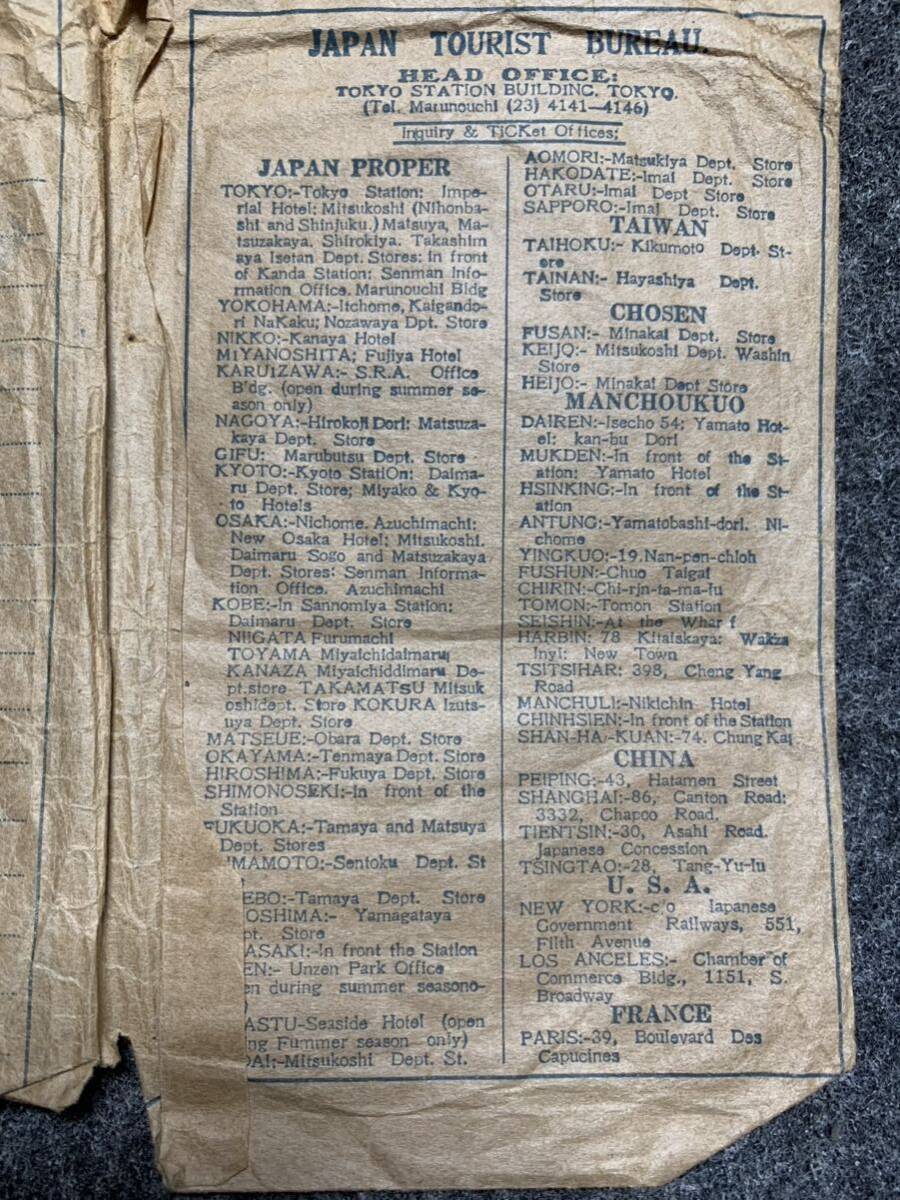 JAPAN TOURIST BUREAU.
HEAD OFFICE:
TOKYO STATION BUILDING, TOKYO.
(Tel. Marunouchi (23) 4141—4146)
Inquiry & TiCKet Offices;
JAPAN PROPER
TOKYO:-Tokyo Station: Impe-
rial Hotel: Mitsukoshi (Nihonba-
shi and Shinjuku.) Matsuya, Ma-
tsuzakaya. Shirokiya. Takashim
aya Isetan Dept. Stores: in front
of Kanda Station: Senman Info-
rmation Office. Marunouchi Bldg
YOKOHAMA:-Itchome, Kaigando-
ri NaKaku; Nozawaya Dpt. Store
NIKKO:-Kanaya Hotel
MIYANOSHITA; Fujiya Hotel
KARUIZAWA:- S.R.A. Office
B'dg. (open during summer se-
ason only)
NAGOYA:-Hirokoji Dori: Matsuza-
kaya Dept. Store
GIFU: Marubutsu Dept. Store
KYOTO:-Kyoto StatiOn: Daima-
ru Dept. Store; Miyako & Kyo-
to Hotels
OSAKA:-Nichome. Azuchimachi:
New Osaka Hotel: Mitsukoshi.
Daimaru Sogo and Matsuzakaya
Dept. Stores: Senman Informa-
tion Office. Azuchimachi
KOBE:-In Sannomiya Station:
Daimaru Dept. Store
NIIGATA Furumachi
TOYAMA Miyaichidaimaru
KANAZA Miyaichiddimaru De-
pt.store TAKAMATSU Mitsuk
oshidept. Store KOKURA Izuts-
uya Dept. Store
MATSEUE:-Obara Dept. Store
OKAYAMA:-Tenmaya Dept. Store
HIROSHIMA:-Fukuya Dept. Store
SHIMONOSEKI:-In front of the
Station
FUKUOKA:-Tamaya and Matsuya
Dept. Stores
MAMOTO:-Sentoku Dept. St
EBO:-Tamaya Dept. Store
OSHIMA:- Yamagataya
pt. Store
ASAKI:-In front the Station
EN:- Unzen Park Office
en during summer seasono-
ASTU-Seaside Hotel (open
ng Fummer season only)
DAI:-Mitsukoshi Dept. St.
AOMORI:-Matsukiya Dept. Store
HAKODATE:-Imai Dept. Store
OTARU:-Imai Dept Store
SAPPORO:-Imai Dept. Store
TAIWAN
TAIHOKU:- Kikumoto Dept. St-
ore
TAINAN:- Hayashiya Dept.
Store
CHOSEN
FUSAN:- Minakai Dept. Store
KEIJO:- Mitsukoshi Dept. Washin
Store
HEIJO:- Minakai Dept Store
MANCHOUKUO
DAIREN:-Isecho 54: Yamato Hot-
el: kan-bu Dori
MUKDEN:-In front of the St-
ation: Yamato Hotel
HSINKING:-In front of the St-
ation
ANTUNG:-Yamatobashi-dori. Ni-
chome
YINGKUO:-19.Nan-pen-chloh
FUSHUN:-Chuo Taigai
CHIRIN:-Chi-rjn-ta-ma-lu
TOMON:-Tomon Station
SEISHIN:-At the Wharf
HARBIN: 78 Kitaiskaya: Wakza
Inyi: New Town
TSITSIHAR: 398, Cheng Yang
Road
MANCHULI:-Nikichin Hotel
CHINHSIEN:-In front of the Station
SHAN-HA/-KUAN:-74. Chung Kai
CHINA
PEIPING:-43, Hatamen Street
SHANGHAI:-86, Canton Road:
3332, Chapoo Road.
TIENTSIN:-30, Asahi Road.
Japanese Concession
TSINGTAO:-28, Tang-Yu-lu
U. S. A.
NEW YORK:-c/o Iapanese
Government Railways, 551,
Fifth Avenue
LOS ANGELES:- Chamber of
Commerce Bldg., 1151, S.
Broadway
FRANCE
PARIS:-39, Boulevard Des
Capucines